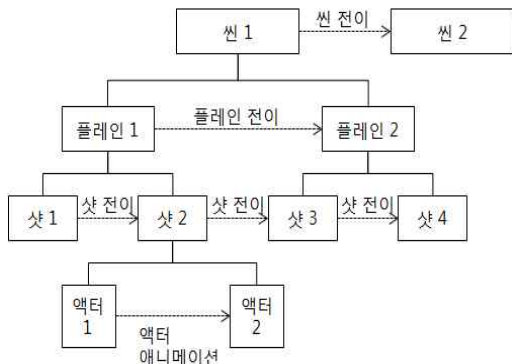 씬 1
씬 전이
씬 2
플레인 1
플레인 전이
플레인 2
샷 1
샷 전이
샷 2
샷 전이
샷 3
샷 전이
샷 4
액터
1
액터
애니메이션
액터
2